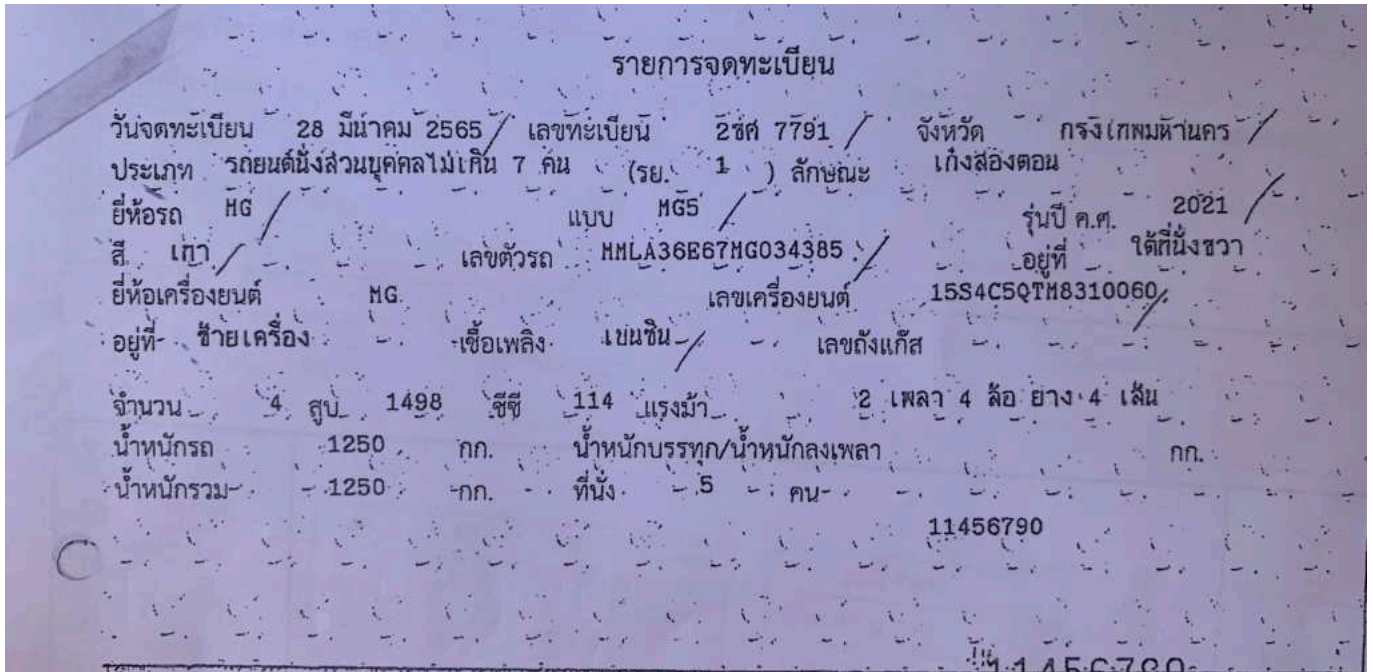 รายการจดทะเบียน
วันจดทะเบียน 28 มีนาคม 2565 เลขทะเบียน 2ขศ 7791 จังหวัด กรุงเทพมหานคร
ประเภท รถยนต์นั่งส่วนบุคคลไม่เกิน 7 คน (รย. 1 ) ลักษณะ เก๋งสองตอน
ยี่ห้อรถ MG แบบ MG5 รุ่นปี ค.ศ. 2021
สี เทา เลขตัวรถ MMLA36E67MG034385 อยู่ที่ ใต้ที่นั่งขวา
ยี่ห้อเครื่องยนต์ MG เลขเครื่องยนต์ 15S4C5QTM8310060
อยู่ที่ ซ้ายเครื่อง เชื้อเพลิง เบนซิน เลขถังแก๊ส
จำนวน 4 สูบ 1498 ซีซี 114 แรงม้า 2 เพลา 4 ล้อ ยาง 4 เส้น
น้ำหนักรถ 1250 กก. น้ำหนักบรรทุก/น้ำหนักลงเพลา กก.
น้ำหนักรวม 1250 กก. ที่นั่ง 5 คน
11456790